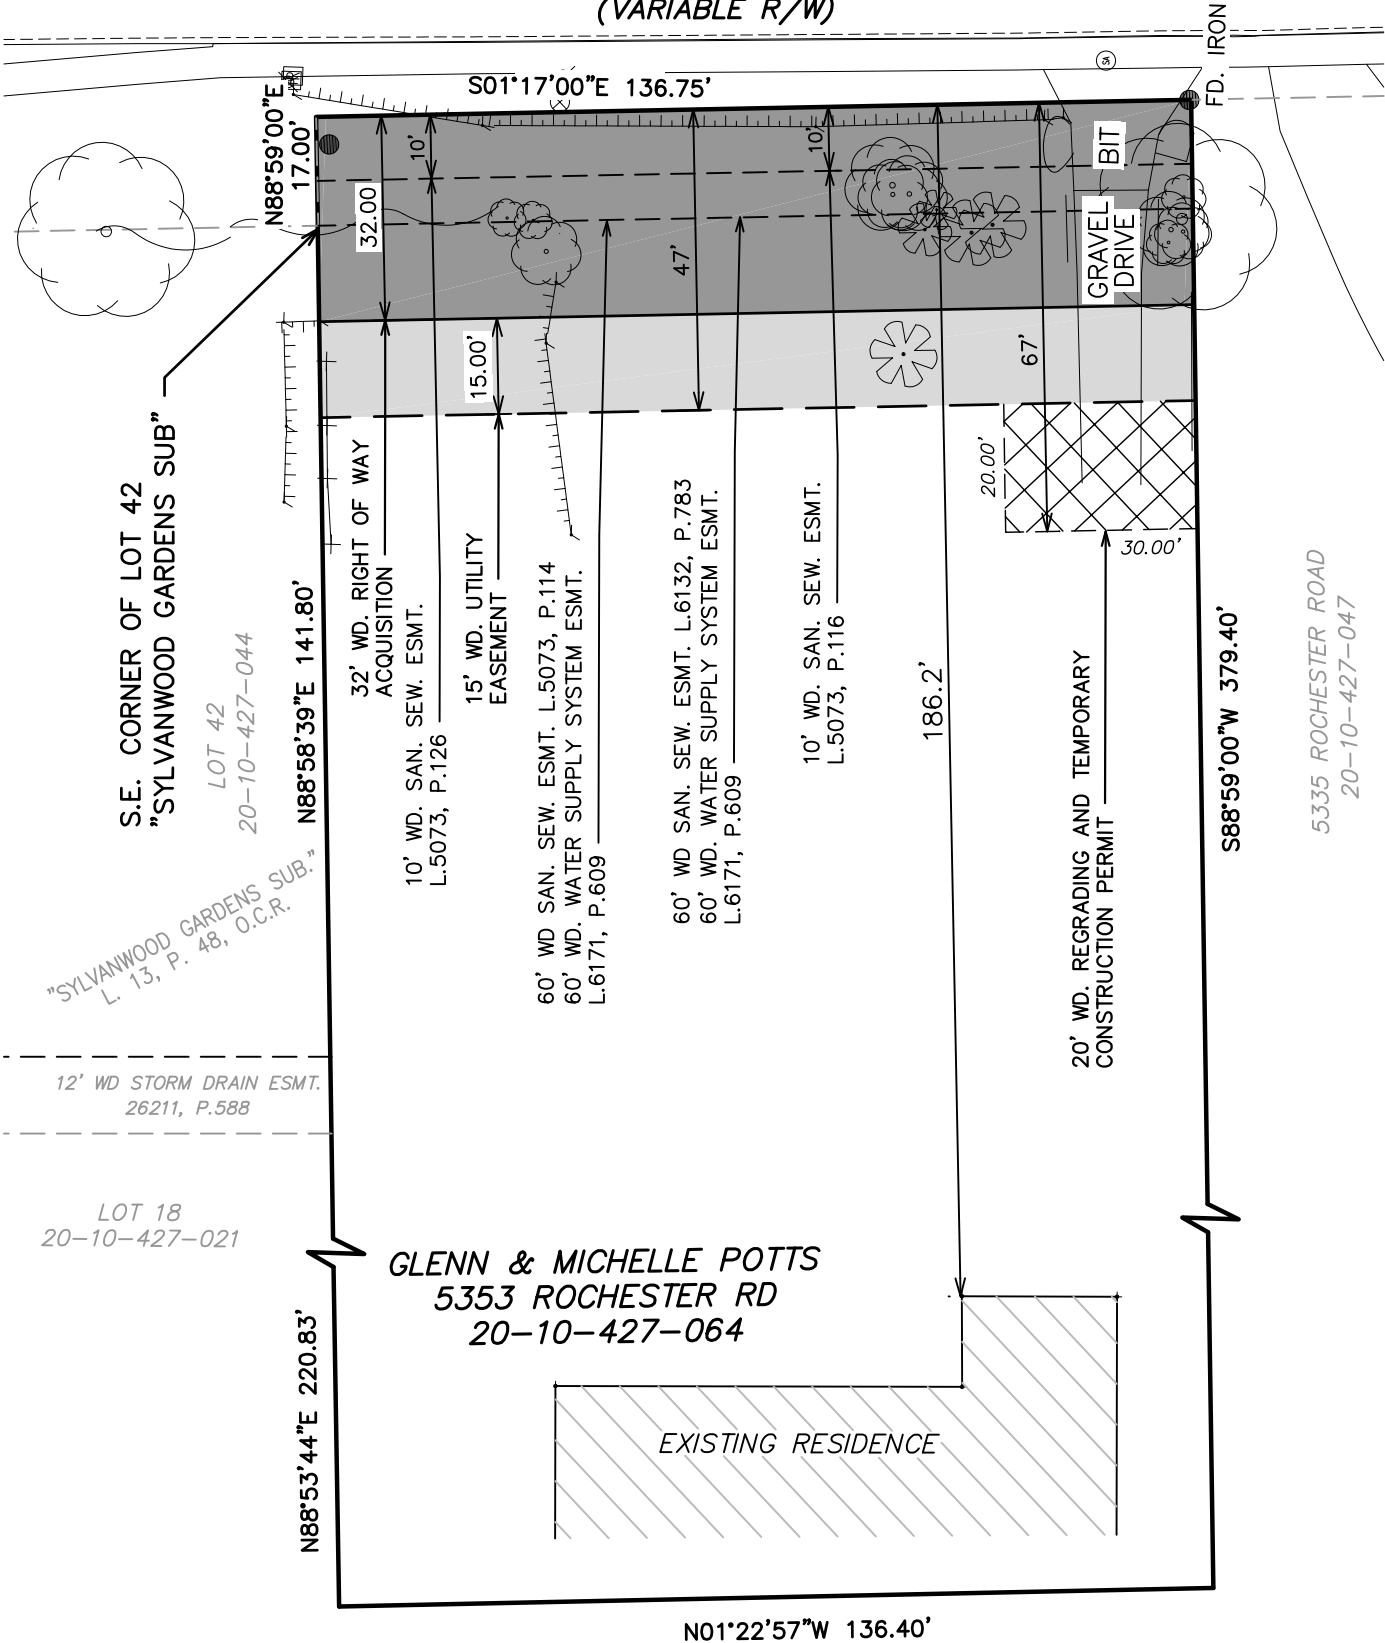 (VARIABLE R/W)
FD. IRON
S01°17'00"E 136.75'
N88°59'00"E
17.00'
10'
10'
32.00
BIT
GRAVEL
DRIVE
47'
15.00'
67'
20.00'
30.00'
S.E. CORNER OF LOT 42
"SYLVANWOOD GARDENS SUB"
LOT 42
20-10-427-044
N88°58'39"E 141.80'
32' WD. RIGHT OF WAY
ACQUISITION
10' WD. SAN. SEW. ESMT.
L.5073, P.126
15' WD. UTILITY
EASEMENT
60' WD SAN. SEW. ESMT. L.5073, P.114
60' WD. WATER SUPPLY SYSTEM ESMT.
L.6171, P.609
60' WD SAN. SEW. ESMT. L.6132, P.783
60' WD. WATER SUPPLY SYSTEM ESMT.
L.6171, P.609
10' WD. SAN. SEW. ESMT.
L.5073, P.116
186.2'
20' WD. REGRADING AND TEMPORARY
CONSTRUCTION PERMIT
S88°59'00"W 379.40'
5335 ROCHESTER ROAD
20-10-427-047
"SYLVANWOOD GARDENS SUB."
L. 13, P. 48, O.C.R.
12' WD STORM DRAIN ESMT.
26211, P.588
LOT 18
20-10-427-021
GLENN & MICHELLE POTTS
5353 ROCHESTER RD
20-10-427-064
N88°53'44"E 220.83'
EXISTING RESIDENCE
N01°22'57"W 136.40'